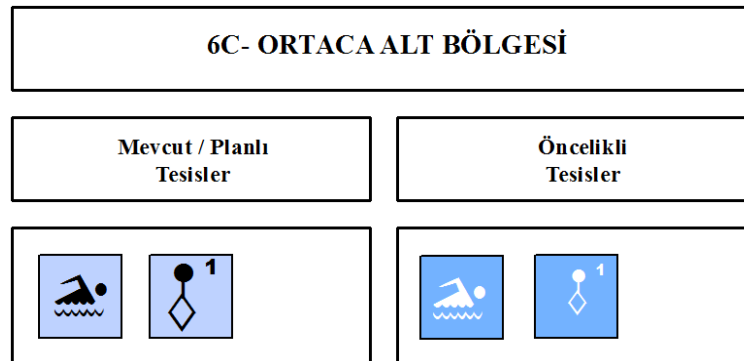 6C- ORTACA ALT BÖLGESİ
Mevcut / Planlı
Tesisler
Öncelikli
Tesisler
1
1